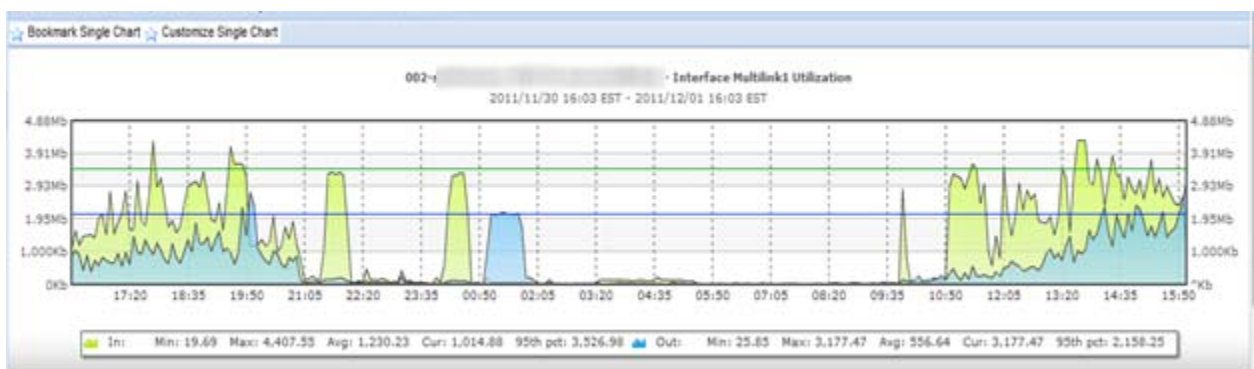 Bookmark Single Chart Customize Single Chart
002- - Interface Multilink1 Utilization
2011/11/30 16:03 EST - 2011/12/01 16:03 EST
4.88Mb 4.88Mb
3.91Mb 3.91Mb
2.93Mb 2.93Mb
1.95Mb 1.95Mb
1.000Kb 1.000Kb
0Kb Kb
17:20 18:35 19:50 21:05 22:20 23:35 00:50 02:05 03:20 04:35 05:50 07:05 08:20 09:35 10:50 12:05 13:20 14:35 15:50
In: Min: 19.69 Max: 4,407.55 Avg: 1,230.23 Cur: 1,014.88 95th pct: 3,526.98 Out: Min: 25.85 Max: 3,177.47 Avg: 556.64 Cur: 3,177.47 95th pct: 2,158.25